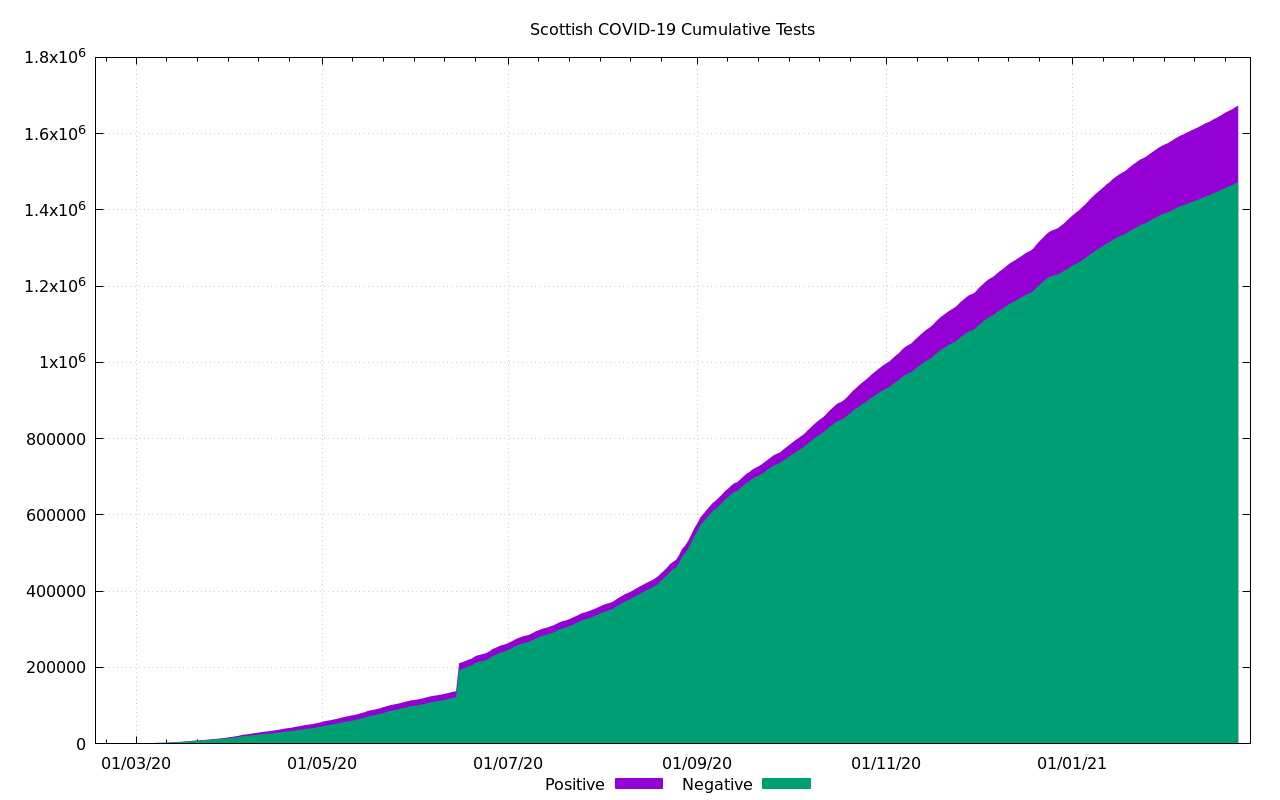 Scottish COVID-19 Cumulative Tests
1.8x10⁶
1.6x10⁶
1.4x10⁶
1.2x10⁶
1x10⁶
800000
600000
400000
200000
0
01/03/20 01/05/20 01/07/20 01/09/20 01/11/20 01/01/21
Positive Negative